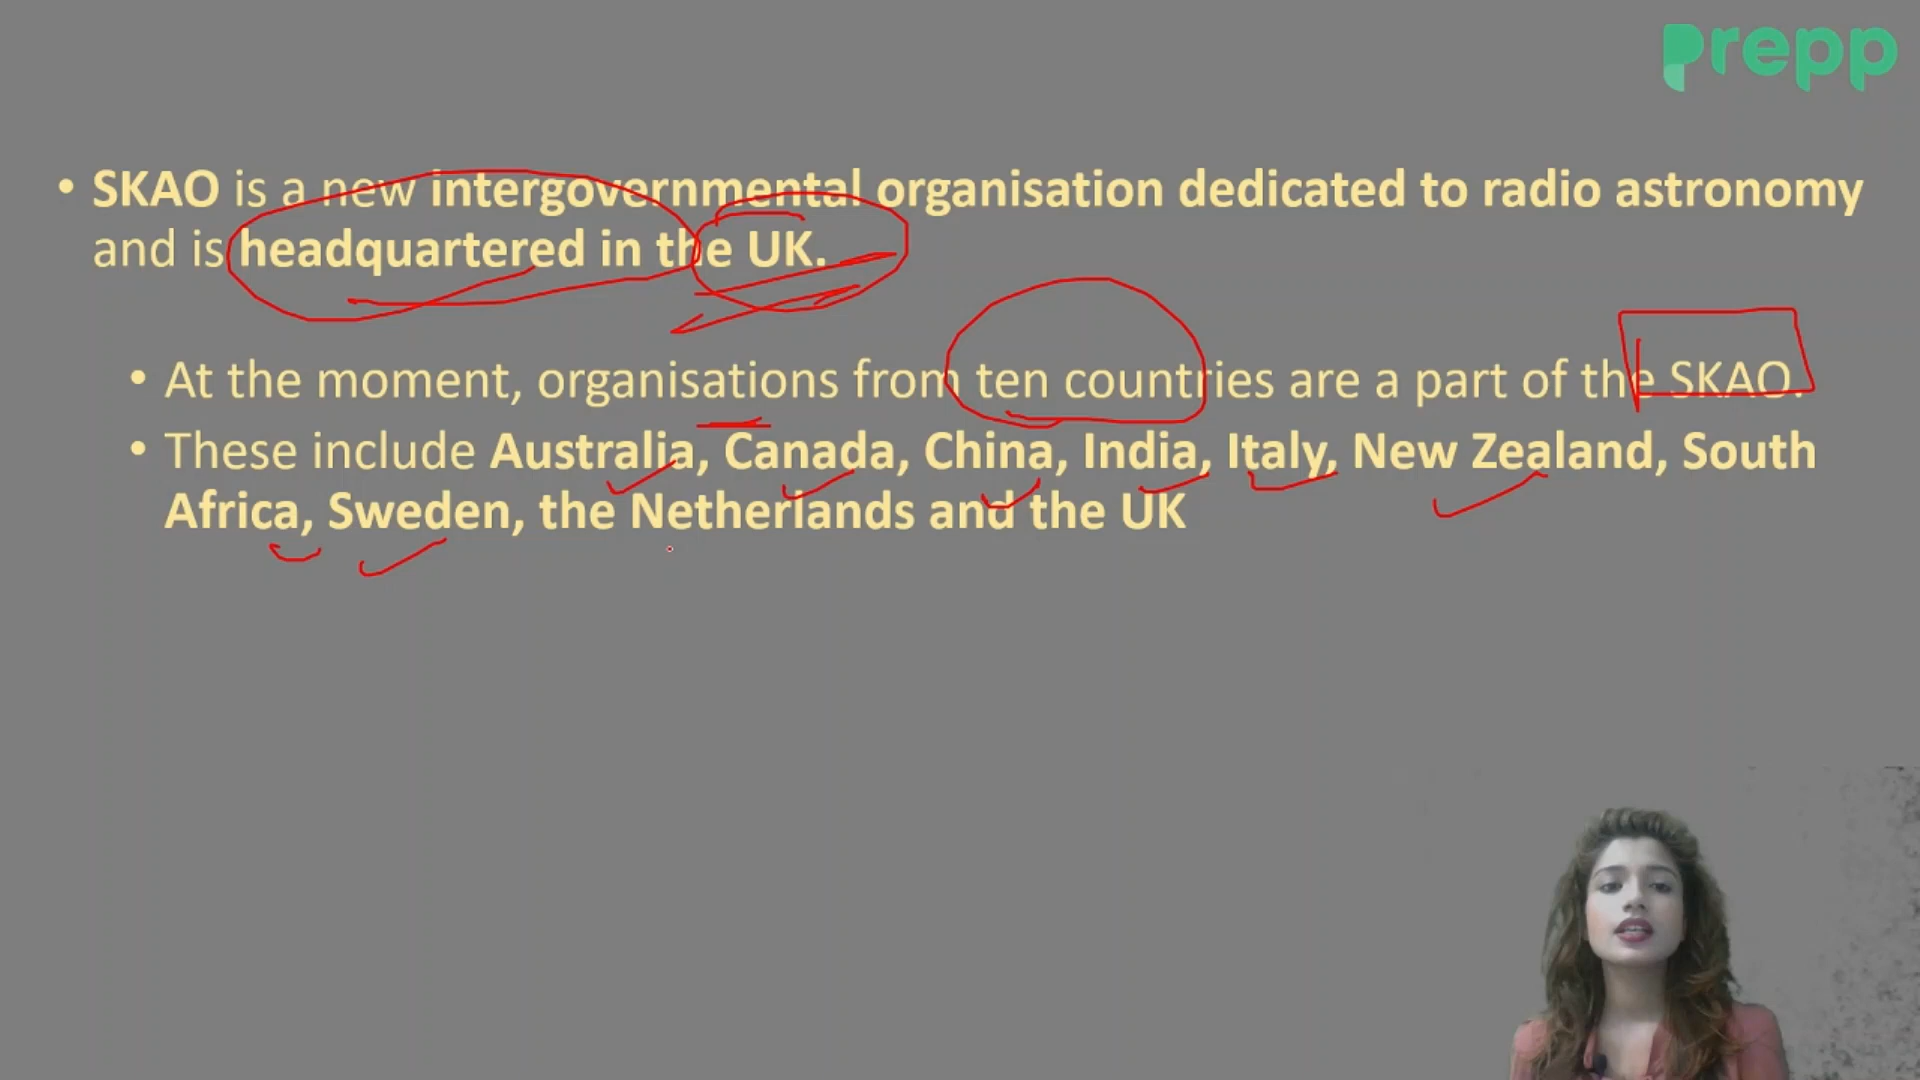 prepp
• SKAO is a new intergovernmental organisation dedicated to radio astronomy
and is headquartered in the UK.
• At the moment, organisations from ten countries are a part of the SKAO.
• These include Australia, Canada, China, India, Italy, New Zealand, South
Africa, Sweden, the Netherlands and the UK